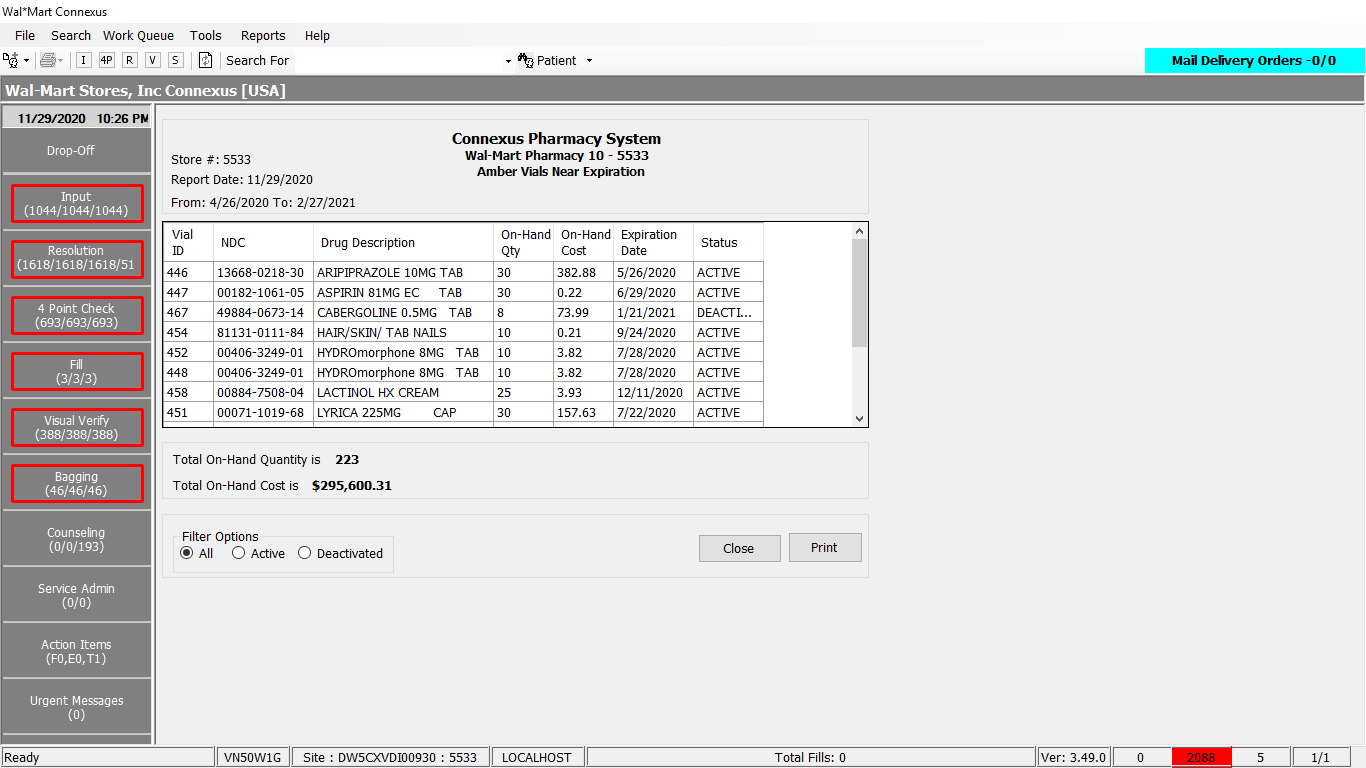 Wal*Mart Connexus
File Search Work Queue Tools Reports Help
I 4P R V S Search For Patient
Mail Delivery Orders -0/0
Wal-Mart Stores, Inc Connexus [USA]
11/29/2020 10:26 PM
Drop-Off
Input
(1044/1044/1044)
Resolution
(1618/1618/1618/51
4 Point Check
(693/693/693)
Fill
(3/3/3)
Visual Verify
(388/388/388)
Bagging
(46/46/46)
Counseling
(0/0/193)
Service Admin
(0/0)
Action Items
(F0,E0,T1)
Urgent Messages
(0)
Connexus Pharmacy System
Wal-Mart Pharmacy 10 - 5533
Amber Vials Near Expiration
Store #: 5533
Report Date: 11/29/2020
From: 4/26/2020 To: 2/27/2021
Vial ID NDC Drug Description On-Hand Qty On-Hand Cost Expiration Date Status
446 13668-0218-30 ARIPIPRAZOLE 10MG TAB 30 382.88 5/26/2020 ACTIVE
447 00182-1061-05 ASPIRIN 81MG EC TAB 30 0.22 6/29/2020 ACTIVE
467 49884-0673-14 CABERGOLINE 0.5MG TAB 8 73.99 1/21/2021 DEACTI...
454 81131-0111-84 HAIR/SKIN/ TAB NAILS 10 0.21 9/24/2020 ACTIVE
452 00406-3249-01 HYDROmorphone 8MG TAB 10 3.82 7/28/2020 ACTIVE
448 00406-3249-01 HYDROmorphone 8MG TAB 10 3.82 7/28/2020 ACTIVE
458 00884-7508-04 LACTINOL HX CREAM 25 3.93 12/11/2020 ACTIVE
451 00071-1019-68 LYRICA 225MG CAP 30 157.63 7/22/2020 ACTIVE
Total On-Hand Quantity is 223
Total On-Hand Cost is $295,600.31
Filter Options
All Active Deactivated
Close Print
Ready VN50W1G Site : DW5CXVDI00930 : 5533 LOCALHOST Total Fills: 0 Ver: 3.49.0 0 2088 5 1/1